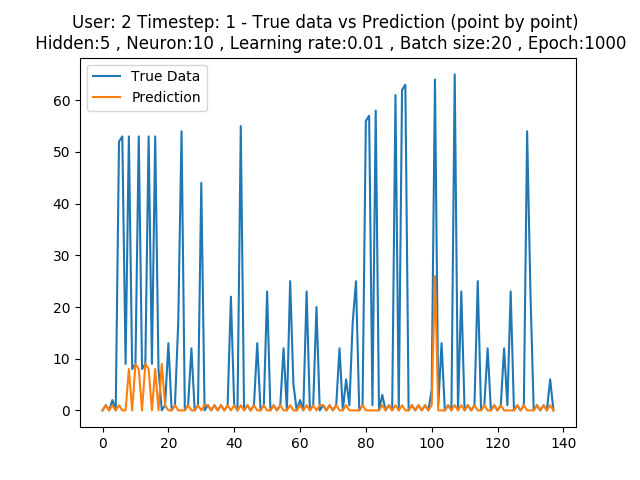 User: 2 Timestep: 1 - True data vs Prediction (point by point)
Hidden:5 , Neuron:10 , Learning rate:0.01 , Batch size:20 , Epoch:1000
True Data
Prediction
60
50
40
30
20
10
0
0 20 40 60 80 100 120 140